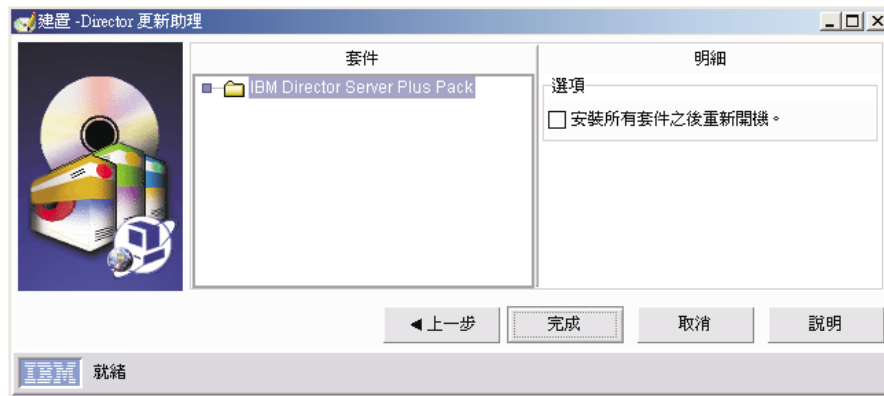 建置 -Director 更新助理
套件
明細
IBM Director Server Plus Pack
選項
安裝所有套件之後重新開機。
◀上一步
完成
取消
說明
IBM
就緒